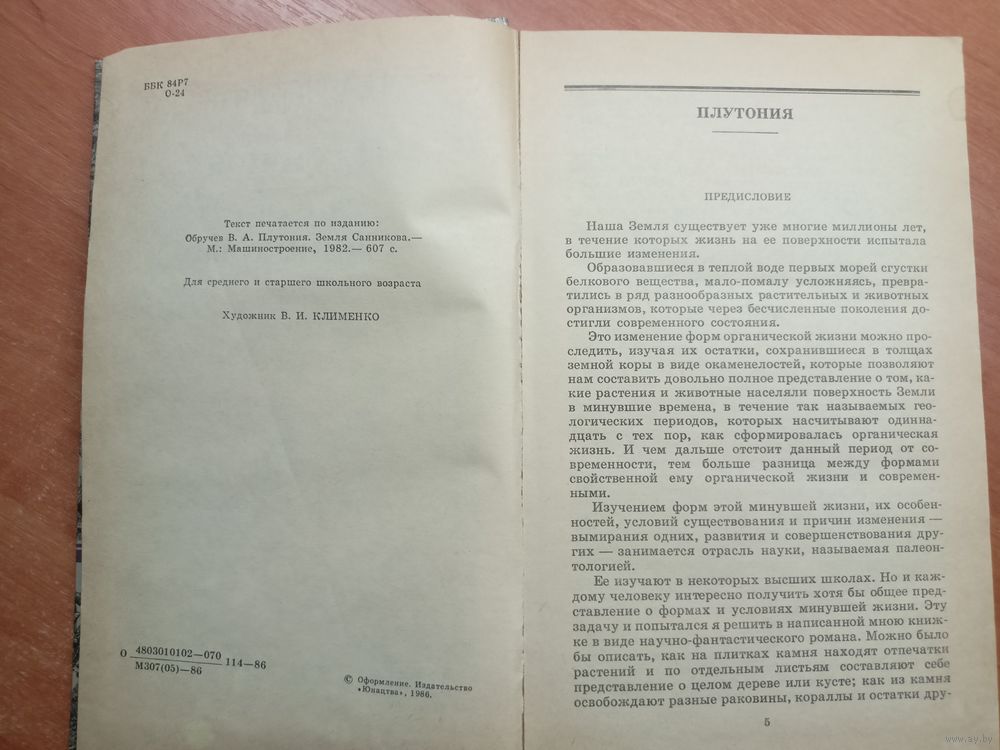 ББК 84Р7
О-24
Текст печатается по изданию:
Обручев В. А. Плутония. Земля Санникова.—
М.: Машиностроение, 1982.— 607 с.
Для среднего и старшего школьного возраста
Художник В. И. КЛИМЕНКО
О 4803010102—070
М307(05)—86
114—86
© Оформление. Издательство
«Юнацтва», 1986.
ПЛУТОНИЯ
ПРЕДИСЛОВИЕ
Наша Земля существует уже многие миллионы лет,
в течение которых жизнь на ее поверхности испытала
большие изменения.
Образовавшиеся в теплой воде первых морей сгустки
белкового вещества, мало-помалу усложняясь, превра-
тились в ряд разнообразных растительных и животных
организмов, которые через бесчисленные поколения до-
стигли современного состояния.
Это изменение форм органической жизни можно про-
следить, изучая их остатки, сохранившиеся в толщах
земной коры в виде окаменелостей, которые позволяют
нам составить довольно полное представление о том, ка-
кие растения и животные населяли поверхность Земли
в минувшие времена, в течение так называемых гео-
логических периодов, которых насчитывают одинна-
дцать с тех пор, как сформировалась органическая
жизнь. И чем дальше отстоит данный период от со-
временности, тем больше разница между формами
свойственной ему органической жизни и современ-
ными.
Изучением форм этой минувшей жизни, их особен-
ностей, условий существования и причин изменения —
вымирания одних, развития и совершенствования дру-
гих — занимается отрасль науки, называемая палеон-
тологией.
Ее изучают в некоторых высших школах. Но и каж-
дому человеку интересно получить хотя бы общее пред-
ставление о формах и условиях минувшей жизни. Эту
задачу и попытался я решить в написанной мною книж-
ке в виде научно-фантастического романа. Можно было
бы описать, как на плитках камня находят отпечатки
растений и по отдельным листьям составляют себе
представление о целом дереве или кусте; как из камня
освобождают разные раковины, кораллы и остатки дру-
5
www.ay.by